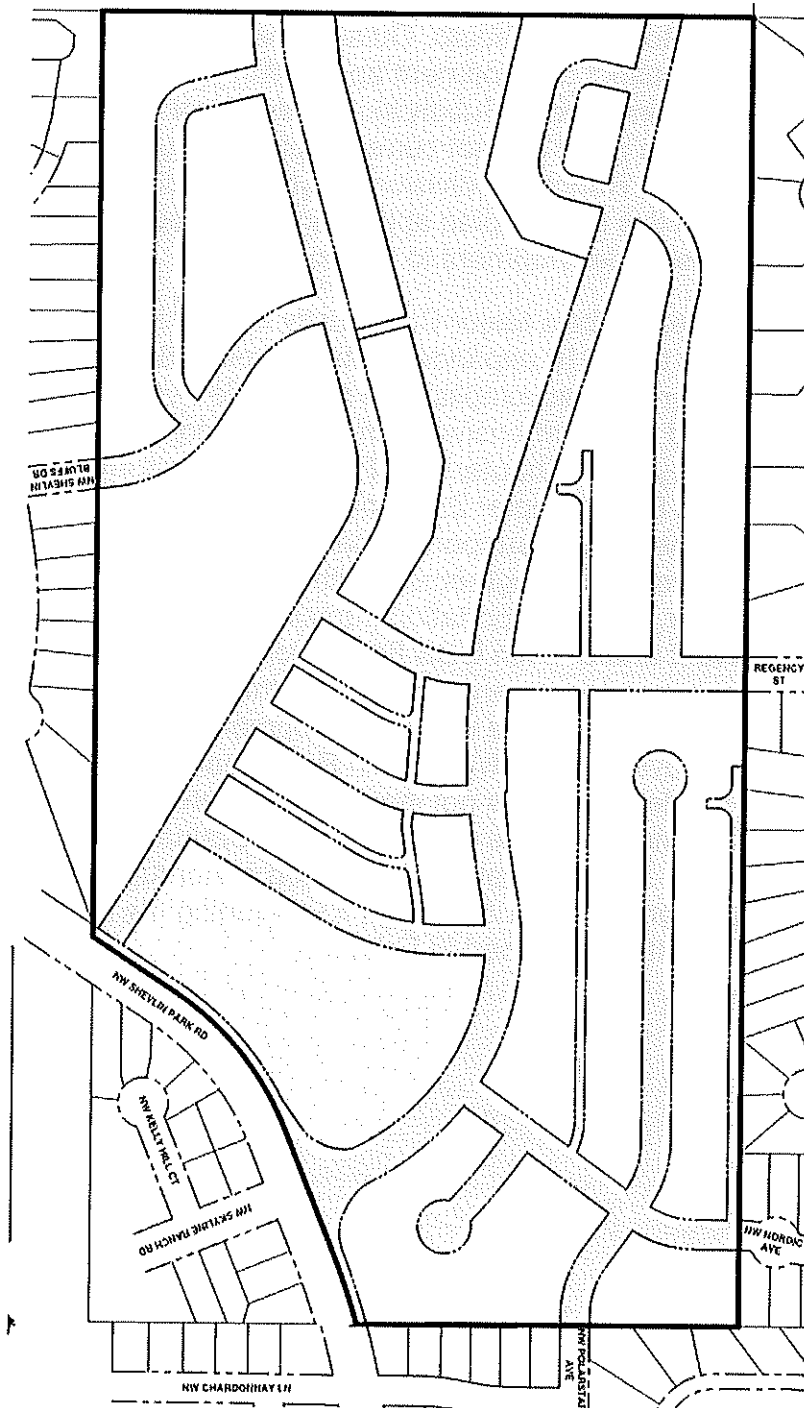 NW SHEVLIN
BLUFFS DR
REGENCY
ST
NW SHEVLIN PARK RD
NW KELLY HILL CT
NW SKYLINE RANCH RD
NW NORDIC
AVE
NW POLARSTAR
AVE
NW CHARDONNAY LN